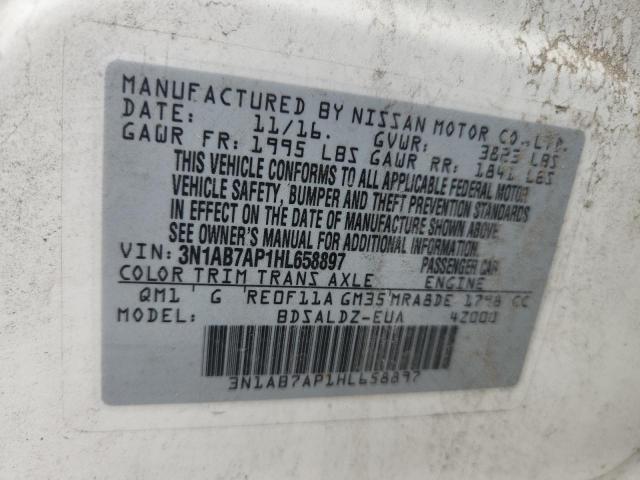 MANUFACTURED BY NISSAN MOTOR CO., LTD.
DATE: 11/16. GVWR: 3823 LBS
GAWR FR: 1995 LBS GAWR RR: 1841 LBS
THIS VEHICLE CONFORMS TO ALL APPLICABLE FEDERAL MOTOR
VEHICLE SAFETY, BUMPER AND THEFT PREVENTION STANDARDS
IN EFFECT ON THE DATE OF MANUFACTURE SHOWN ABOVE.
SEE OWNER'S MANUAL FOR ADDITIONAL INFORMATION.
VIN: 3N1AB7AP1HL658897 PASSENGER CAR
COLOR TRIM TRANS AXLE ENGINE
QM1 G RE0F11A GM35 MRA8DE 1798 CC
MODEL: BDSALDZ-EUA 4Z000
3N1AB7AP1HL658897